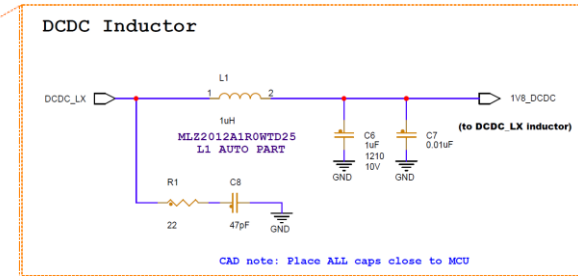 DCDC Inductor
L1
DCDC_LX
1
2
1V8_DCDC
1uH
MLZ2012A1R0WTD25
L1 AUTO PART
(to DCDC_LX inductor)
C6
1uF
1210
10V
C7
0.01uF
GND
GND
R1
C8
22
47pF
GND
CAD note: Place ALL caps close to MCU